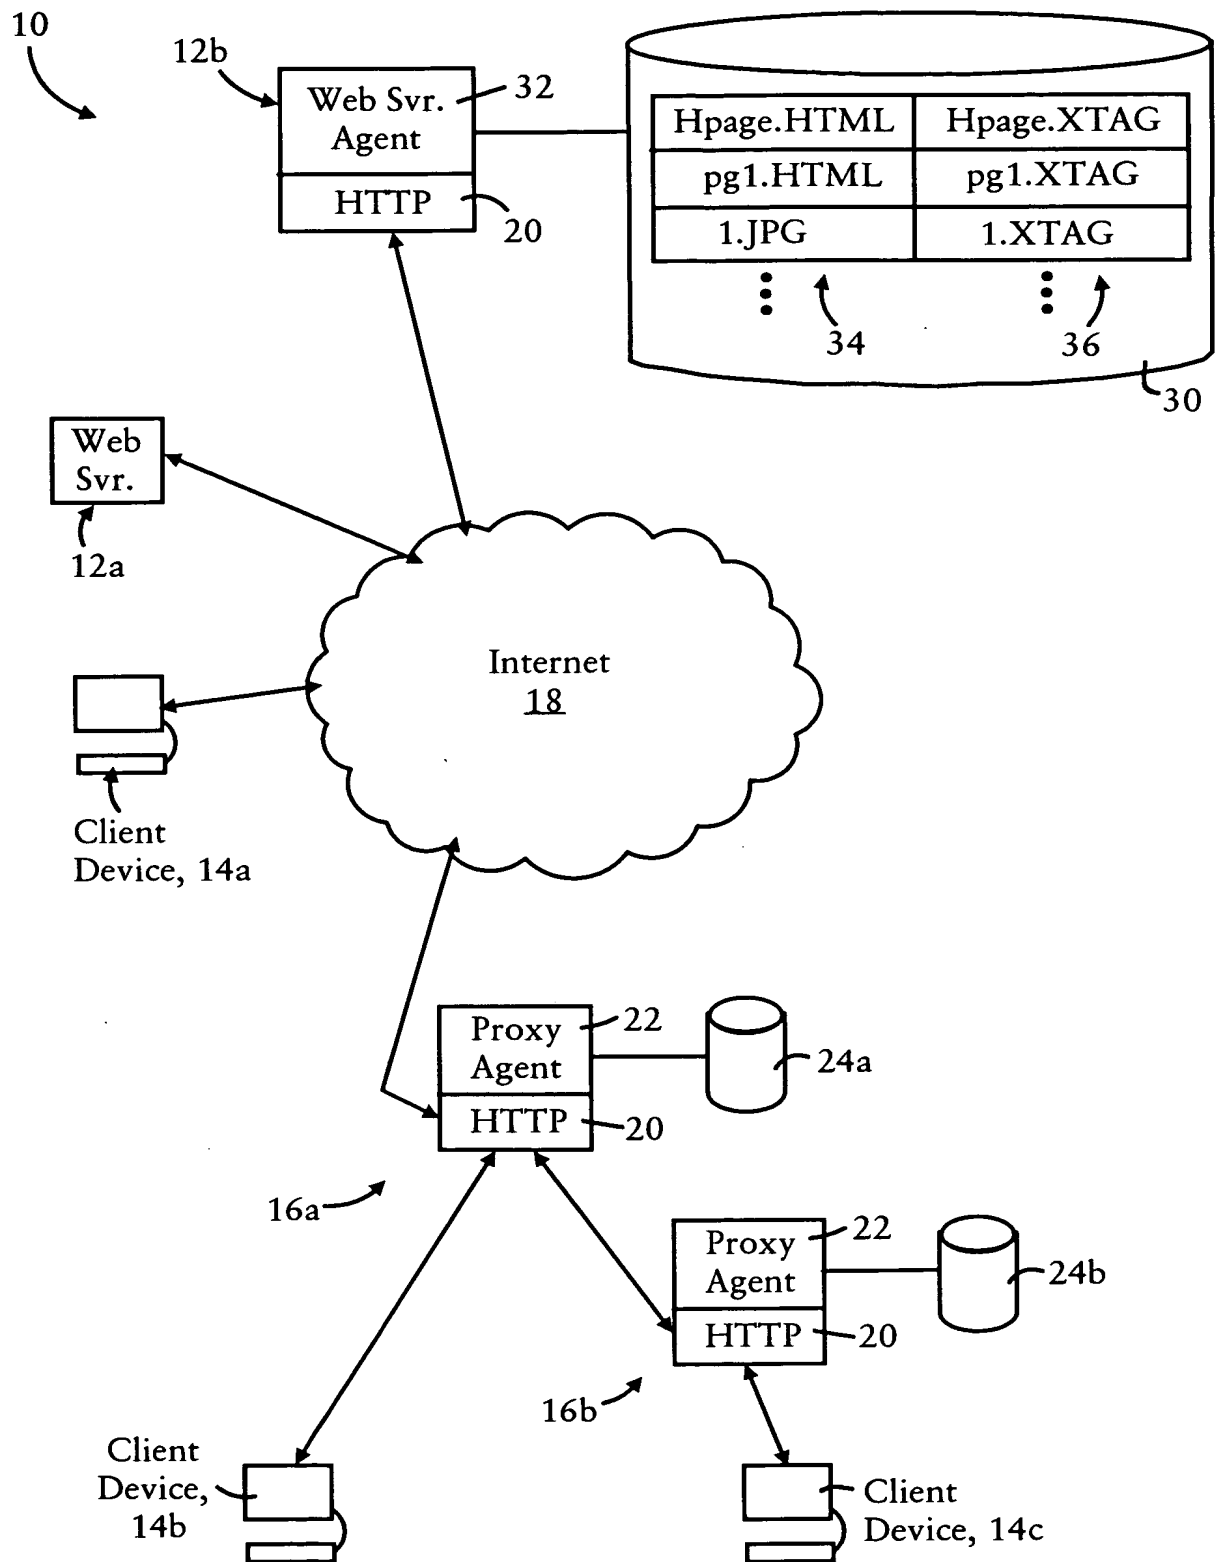 10
12b
Web Svr.
Agent
32
HTTP
20
Hpage.HTML
Hpage.XTAG
pg1.HTML
pg1.XTAG
1.JPG
1.XTAG
34
36
30
Web
Svr.
12a
Internet
18
Client
Device, 14a
Proxy
Agent
22
24a
HTTP
20
16a
Proxy
Agent
22
24b
HTTP
20
16b
Client
Device,
14b
Client
Device, 14c